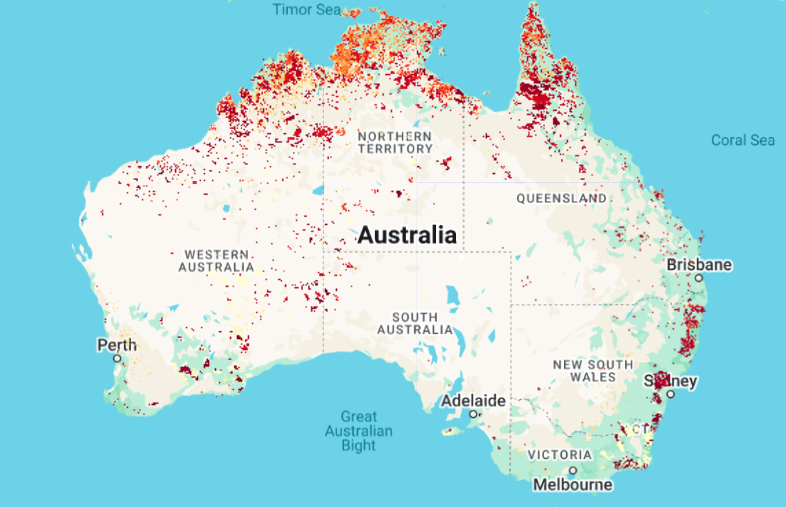 Timor Sea
Coral Sea
NORTHERN
TERRITORY
QUEENSLAND
Australia
WESTERN
AUSTRALIA
Brisbane
SOUTH
AUSTRALIA
Perth
NEW SOUTH
WALES
Sydney
Adelaide
Great
Australian
Bight
CT
VICTORIA
Melbourne